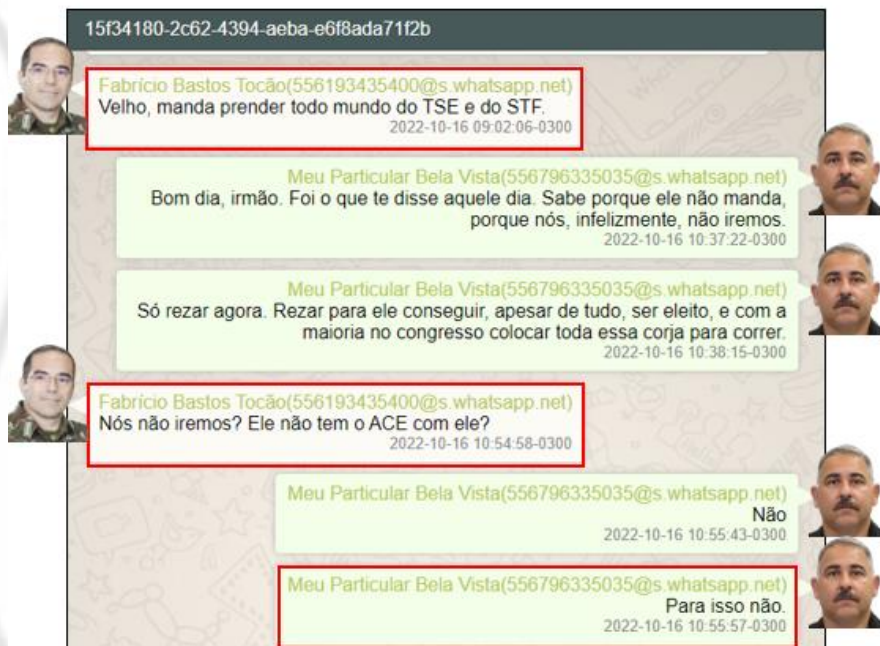 15f34180-2c62-4394-aeba-e6f8ada71f2b
Fabrício Bastos Tocão(556193435400@s.whatsapp.net)
Velho, manda prender todo mundo do TSE e do STF.
2022-10-16 09:02:06-0300
Meu Particular Bela Vista(556796335035@s.whatsapp.net)
Bom dia, irmão. Foi o que te disse aquele dia. Sabe porque ele não manda,
porque nós, infelizmente, não iremos.
2022-10-16 10:37:22-0300
Meu Particular Bela Vista(556796335035@s.whatsapp.net)
Só rezar agora. Rezar para ele conseguir, apesar de tudo, ser eleito, e com a
maioria no congresso colocar toda essa corja para correr.
2022-10-16 10:38:15-0300
Fabrício Bastos Tocão(556193435400@s.whatsapp.net)
Nós não iremos? Ele não tem o ACE com ele?
2022-10-16 10:54:58-0300
Meu Particular Bela Vista(556796335035@s.whatsapp.net)
Não
2022-10-16 10:55:43-0300
Meu Particular Bela Vista(556796335035@s.whatsapp.net)
Para isso não.
2022-10-16 10:55:57-0300